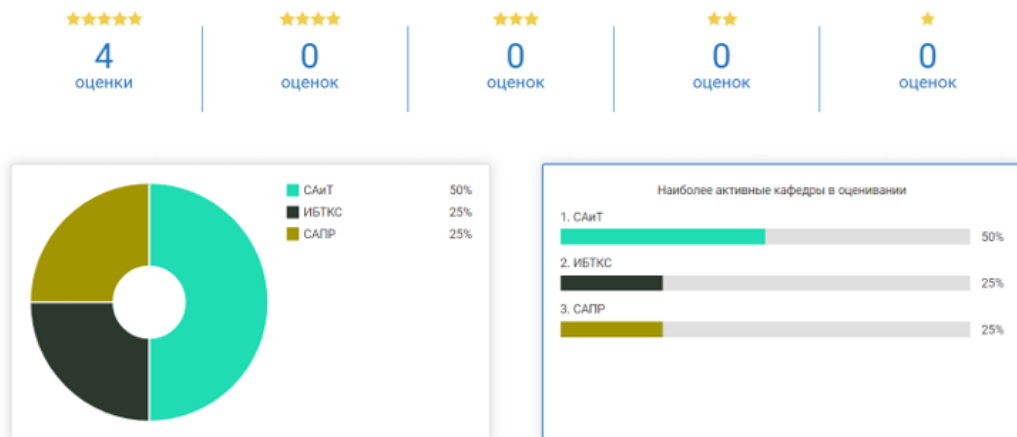 4 0 0 0 0
оценки оценок оценок оценок оценок
САиТ 50%
ИБТКС 25%
САПР 25%
Наиболее активные кафедры в оценивании
1. САиТ
50%
2. ИБТКС
25%
3. САПР
25%